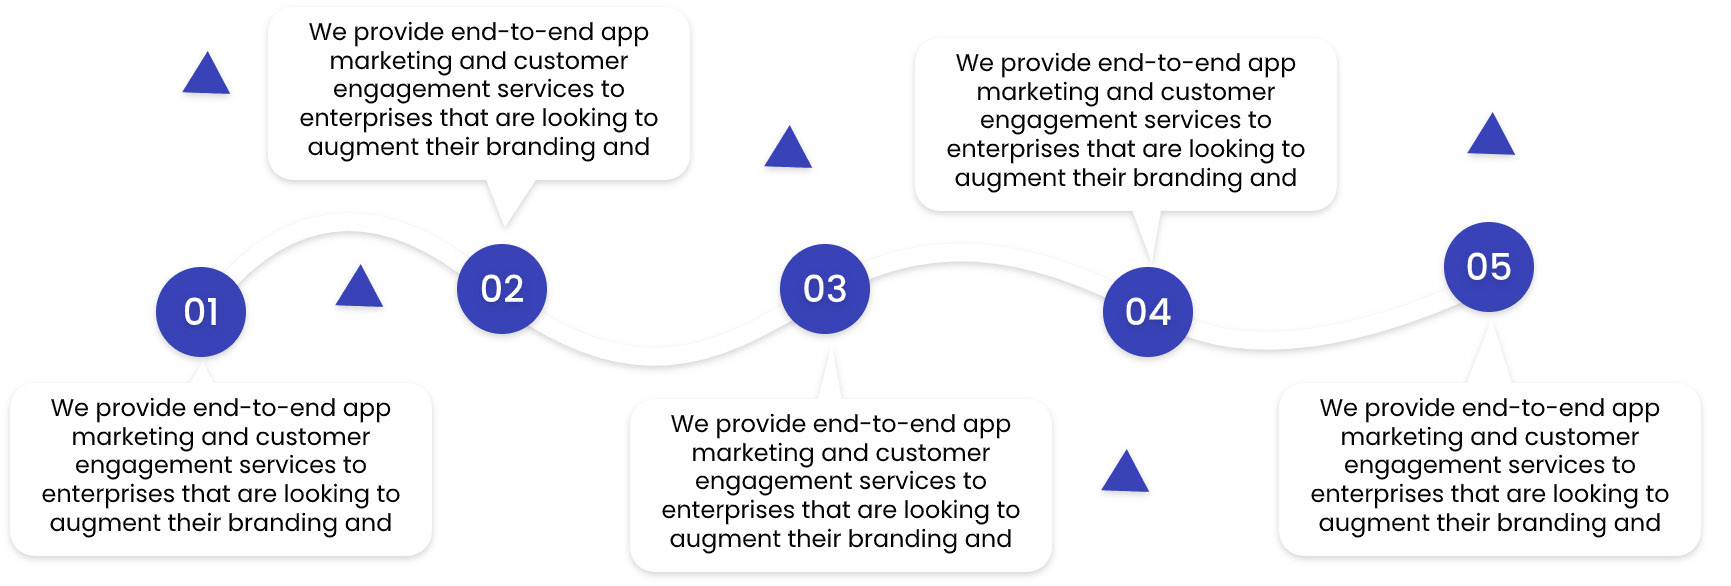 01
We provide end-to-end app
marketing and customer
engagement services to
enterprises that are looking to
augment their branding and
02
We provide end-to-end app
marketing and customer
engagement services to
enterprises that are looking to
augment their branding and
03
We provide end-to-end app
marketing and customer
engagement services to
enterprises that are looking to
augment their branding and
04
We provide end-to-end app
marketing and customer
engagement services to
enterprises that are looking to
augment their branding and
05
We provide end-to-end app
marketing and customer
engagement services to
enterprises that are looking to
augment their branding and